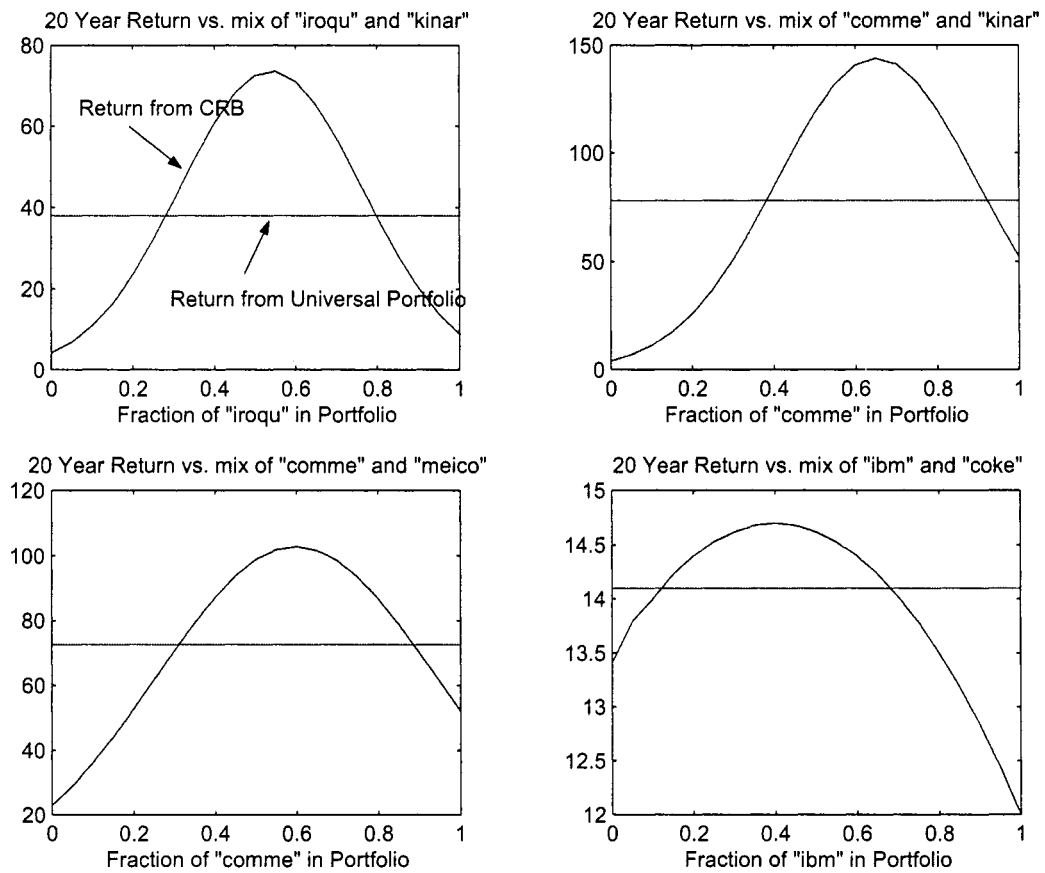 20 Year Return vs. mix of "iroqu" and "kinar"
80
60
40
20
0
Return from CRB
Return from Universal Portfolio
0 0.2 0.4 0.6 0.8 1
Fraction of "iroqu" in Portfolio
20 Year Return vs. mix of "comme" and "kinar"
150
100
50
0
0 0.2 0.4 0.6 0.8 1
Fraction of "comme" in Portfolio
20 Year Return vs. mix of "comme" and "meico"
120
100
80
60
40
20
0 0.2 0.4 0.6 0.8 1
Fraction of "comme" in Portfolio
20 Year Return vs. mix of "ibm" and "coke"
15
14.5
14
13.5
13
12.5
12
0 0.2 0.4 0.6 0.8 1
Fraction of "ibm" in Portfolio